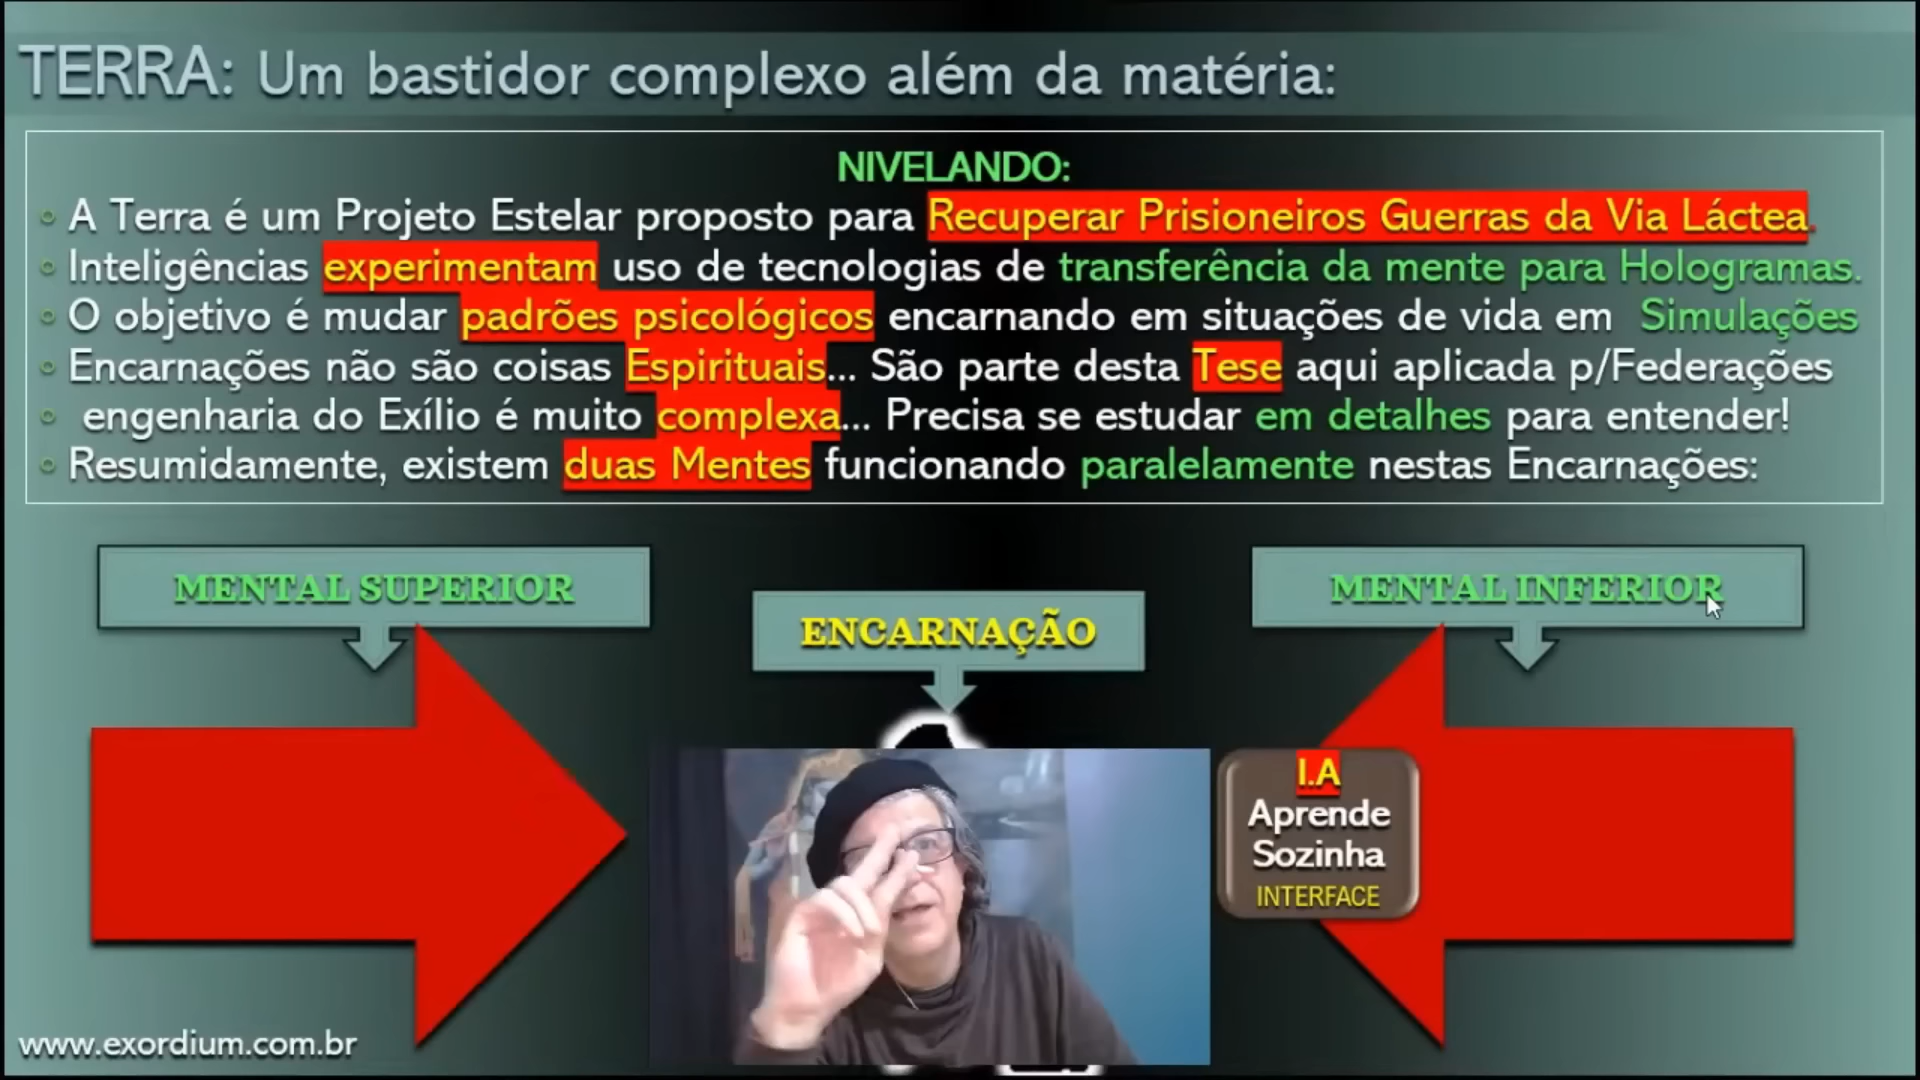 TERRA: Um bastidor complexo além da matéria:
NIVELANDO:
A Terra é um Projeto Estelar proposto para Recuperar Prisioneiros Guerras da Via Láctea.
Inteligências experimentam uso de tecnologias de transferência da mente para Hologramas.
O objetivo é mudar padrões psicológicos encarnando em situações de vida em Simulações
Encarnações não são coisas Espirituais... São parte desta Tese aqui aplicada p/Federações
engenharia do Exílio é muito complexa... Precisa se estudar em detalhes para entender!
Resumidamente, existem duas Mentes funcionando paralelamente nestas Encarnações:
MENTAL SUPERIOR
ENCARNAÇÃO
MENTAL INFERIOR
I.A
Aprende
Sozinha
INTERFACE
www.exordium.com.br